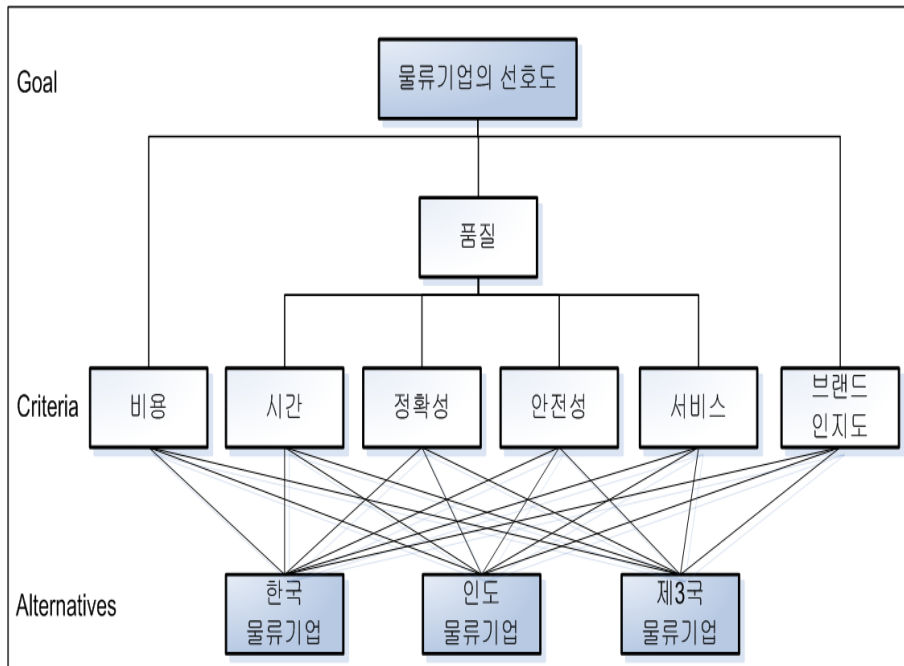 Goal
물류기업의 선호도
품질
Criteria
비용
시간
정확성
안전성
서비스
브랜드
인지도
Alternatives
한국
물류기업
인도
물류기업
제3국
물류기업